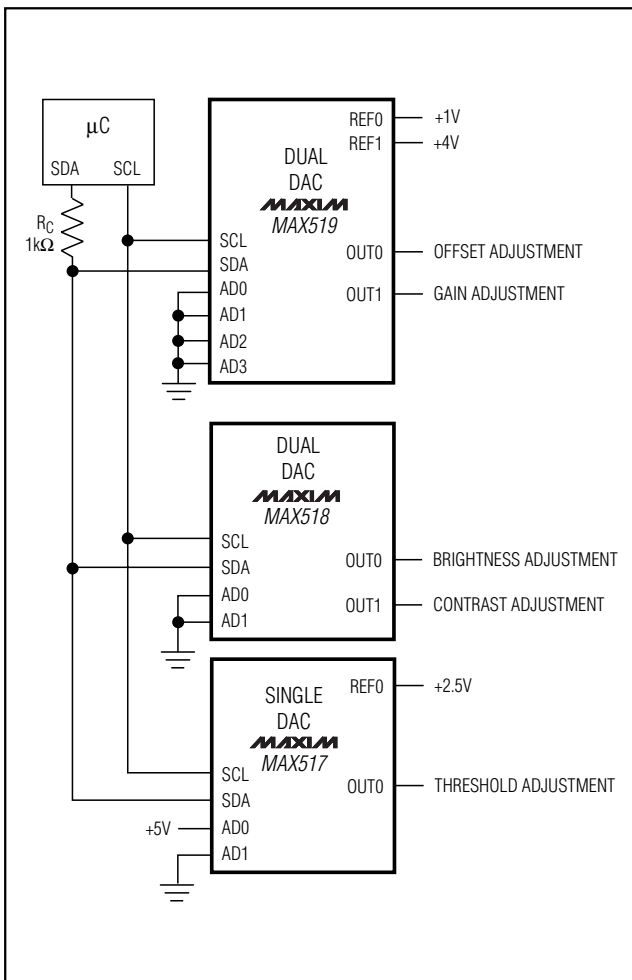 µC
SDA SCL
RC
1kΩ
DUAL
DAC
MAXIM
MAX519
REF0 +1V
REF1 +4V
SCL
SDA
AD0
AD1
AD2
AD3
OUT0 OFFSET ADJUSTMENT
OUT1 GAIN ADJUSTMENT
DUAL
DAC
MAXIM
MAX518
SCL
SDA
AD0
AD1
OUT0 BRIGHTNESS ADJUSTMENT
OUT1 CONTRAST ADJUSTMENT
SINGLE
DAC
MAXIM
MAX517
REF0 +2.5V
SCL
SDA
+5V AD0
AD1
OUT0 THRESHOLD ADJUSTMENT